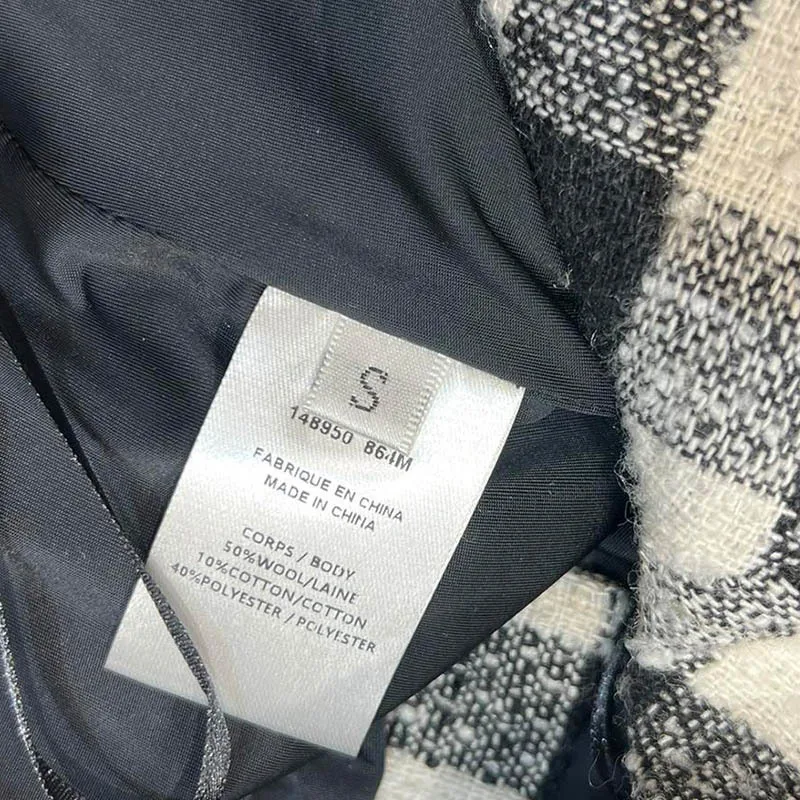 S
148950 864M
FABRIQUE EN CHINA
MADE IN CHINA
CORPS / BODY
50%WOOL/LAINE
10%COTTON/COTTON
40%POLYESTER / POLYESTER